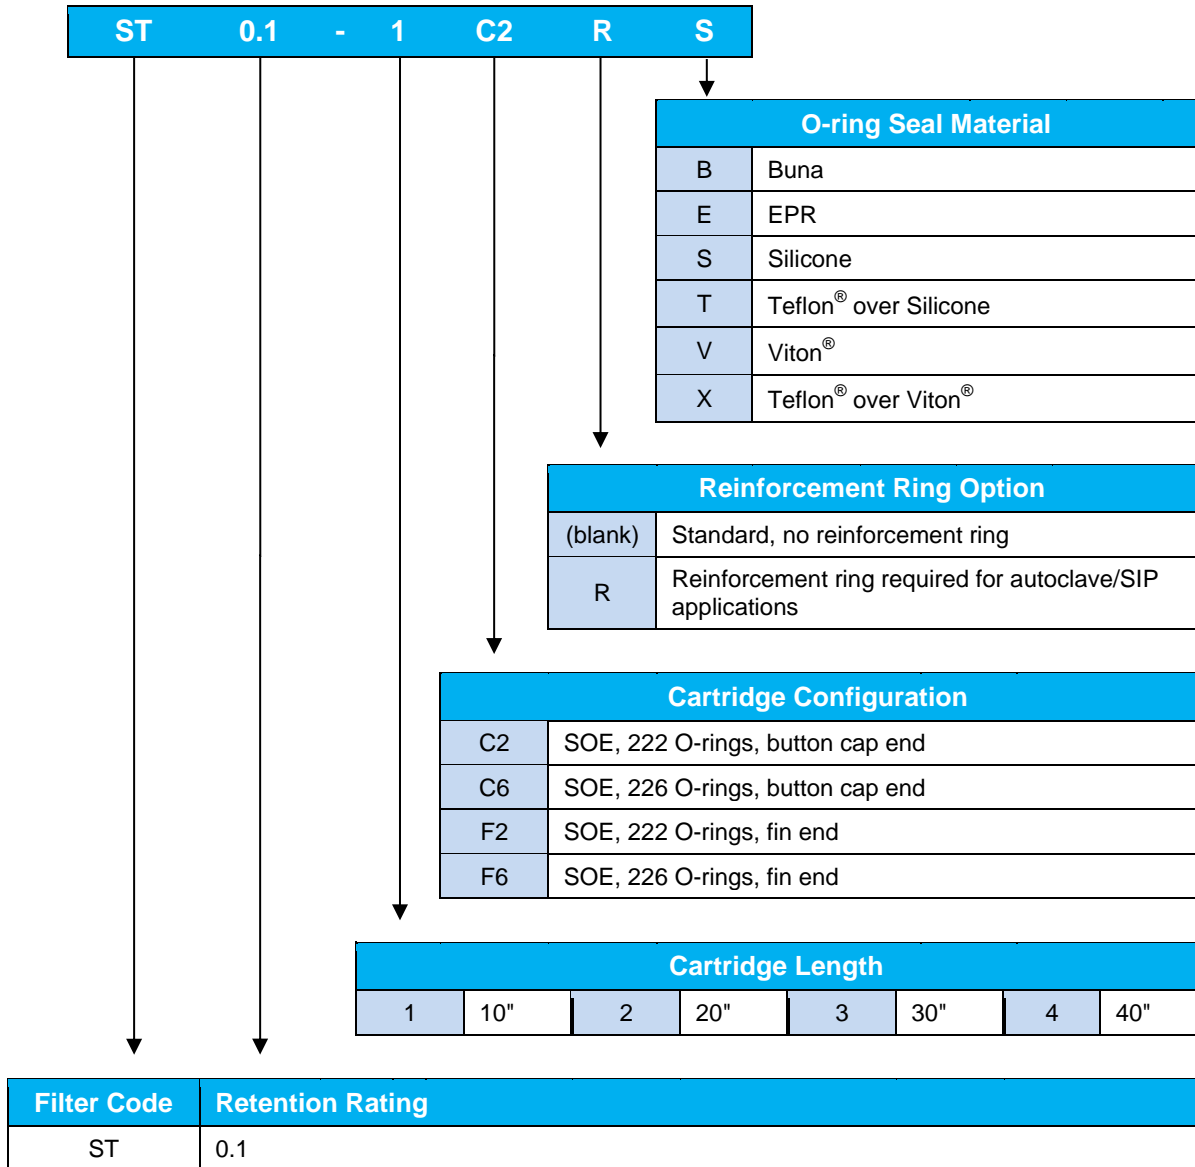 ST 0.1 - 1 C2 R S
O-ring Seal Material
B Buna
E EPR
S Silicone
T Teflon® over Silicone
V Viton®
X Teflon® over Viton®
Reinforcement Ring Option
(blank) Standard, no reinforcement ring
R Reinforcement ring required for autoclave/SIP
applications
Cartridge Configuration
C2 SOE, 222 O-rings, button cap end
C6 SOE, 226 O-rings, button cap end
F2 SOE, 222 O-rings, fin end
F6 SOE, 226 O-rings, fin end
Cartridge Length
1 10" 2 20" 3 30" 4 40"
Filter Code Retention Rating
ST 0.1